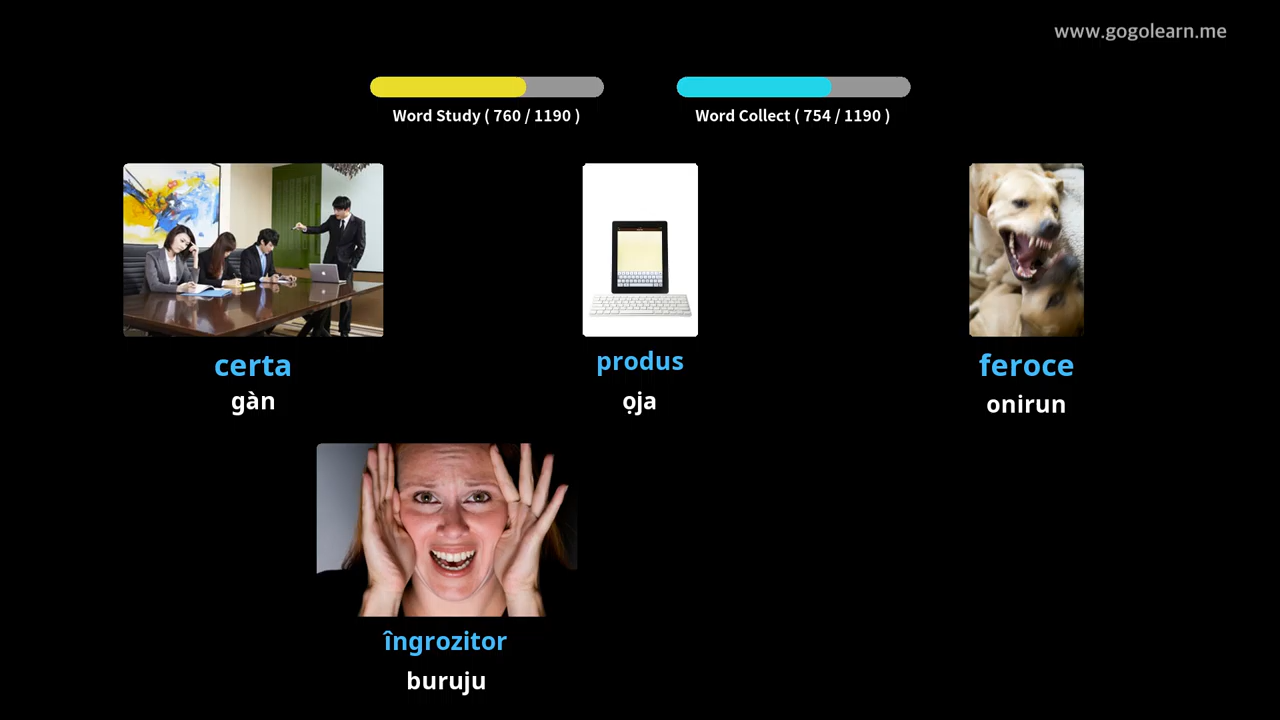 www.gogolearn.me
Word Study ( 760 / 1190 )
Word Collect ( 754 / 1190 )
certa
gàn
produs
ọja
feroce
onirun
îngrozitor
buruju